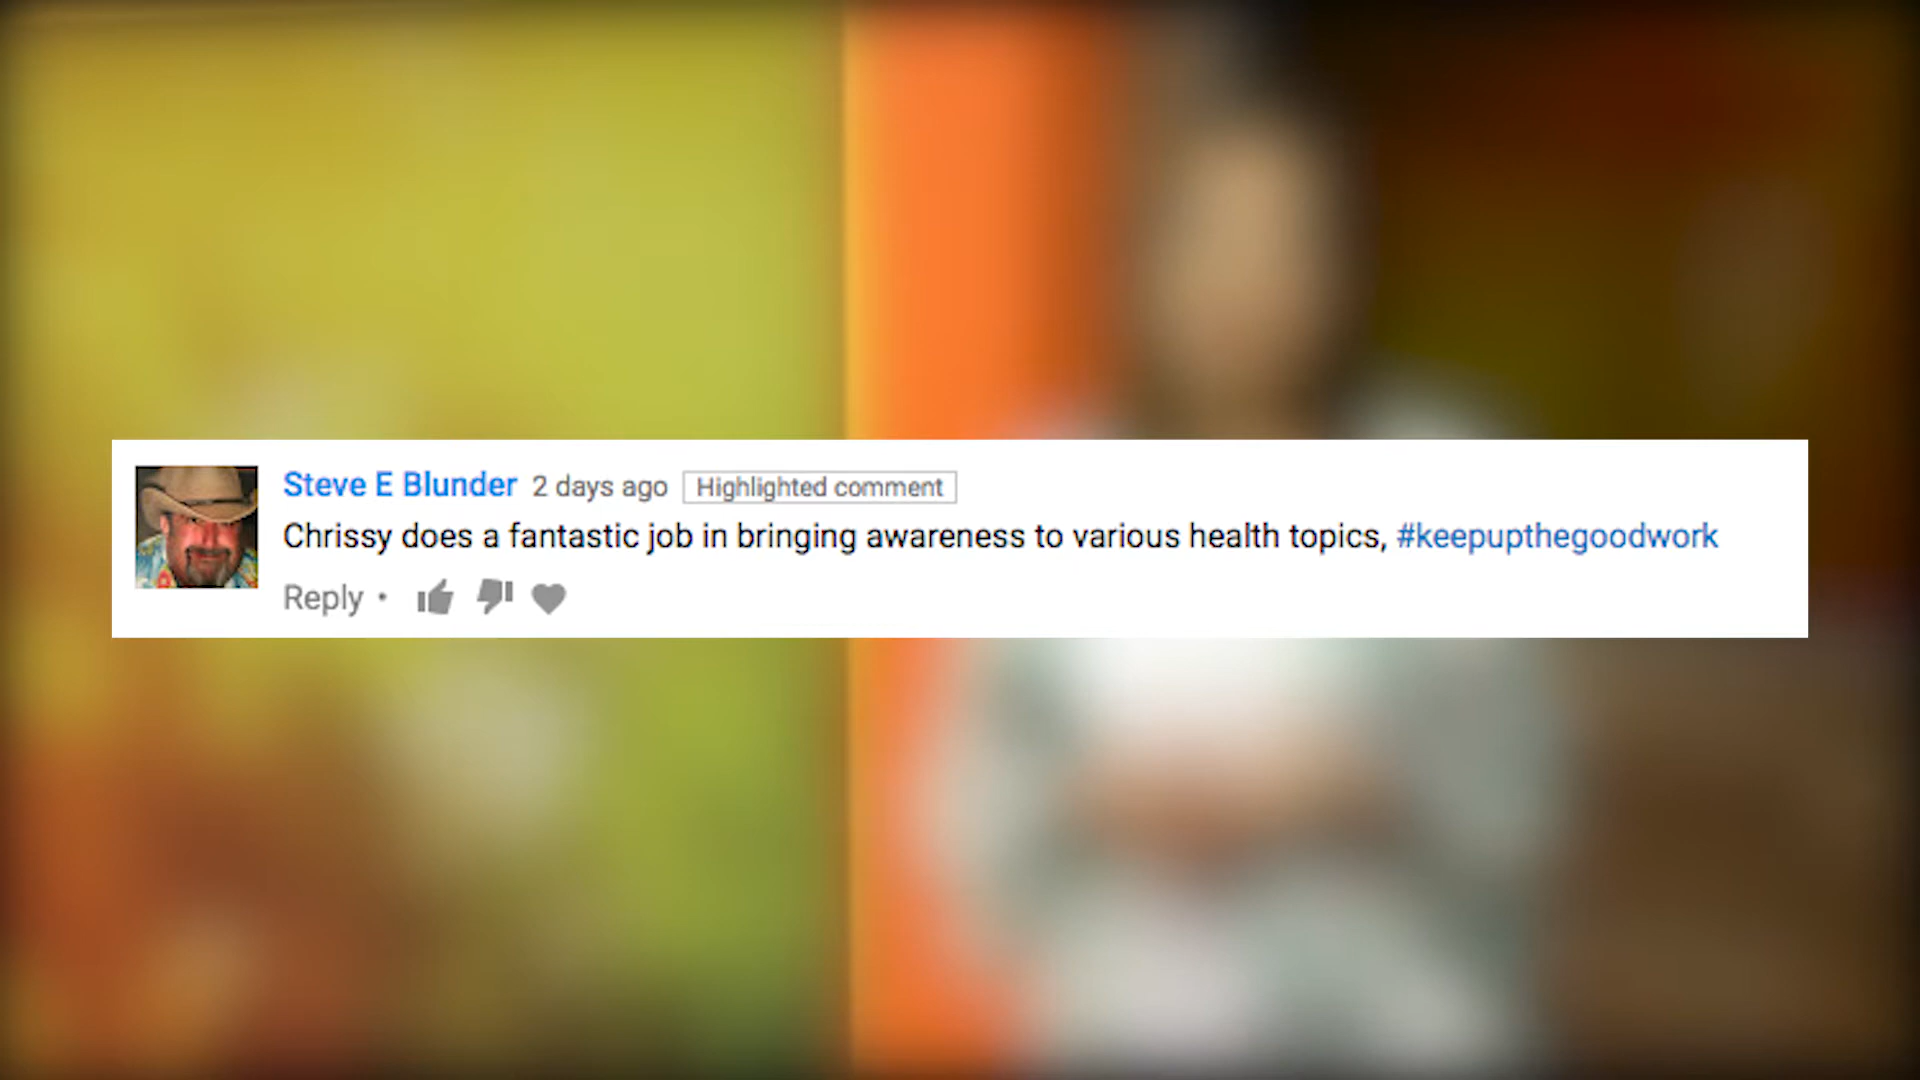 Steve E Blunder 2 days ago Highlighted comment
Chrissy does a fantastic job in bringing awareness to various health topics, #keepupthegoodwork
Reply •